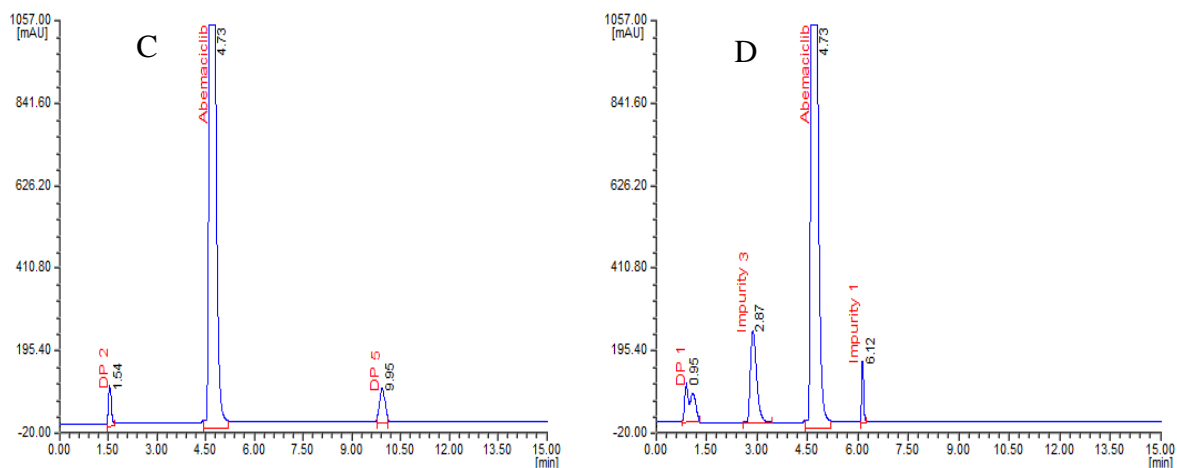 C
1057.00
[mAU]
841.60
626.20
410.80
195.40
-20.00
DP 2
1.54
Abemaciclib
4.73
DP 5
9.95
0.00 1.50 3.00 4.50 6.00 7.50 9.00 10.50 12.00 13.50 15.00
[min]
D
1057.00
[mAU]
841.60
626.20
410.80
195.40
-20.00
DP 1
0.95
Impurity 3
2.87
Abemaciclib
4.73
Impurity 1
6.12
0.00 1.50 3.00 4.50 6.00 7.50 9.00 10.50 12.00 13.50 15.00
[min]